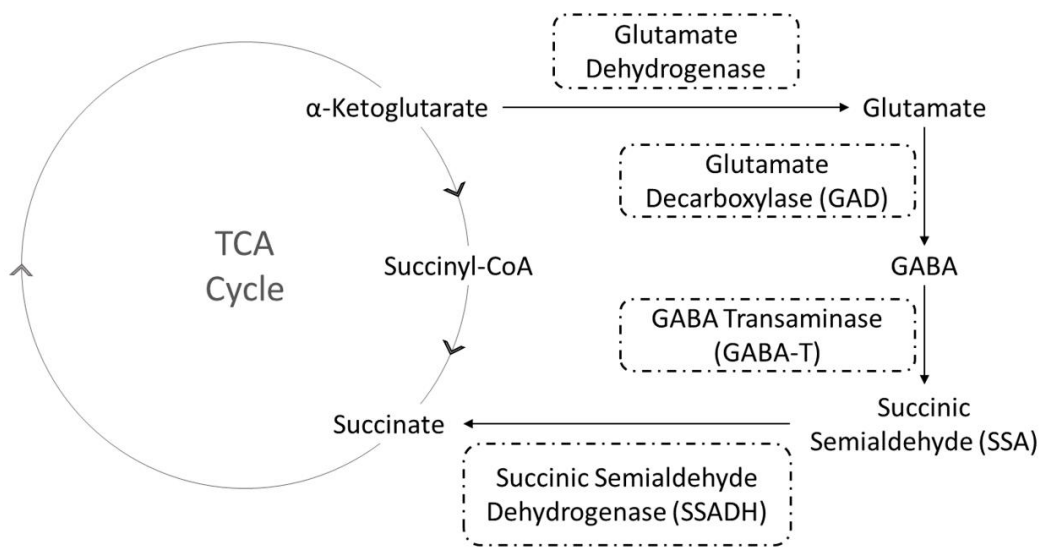 Glutamate
Dehydrogenase
α-Ketoglutarate
Glutamate
Glutamate
Decarboxylase (GAD)
TCA
Cycle
Succinyl-CoA
GABA
GABA Transaminase
(GABA-T)
Succinate
Succinic
Semialdehyde (SSA)
Succinic Semialdehyde
Dehydrogenase (SSADH)